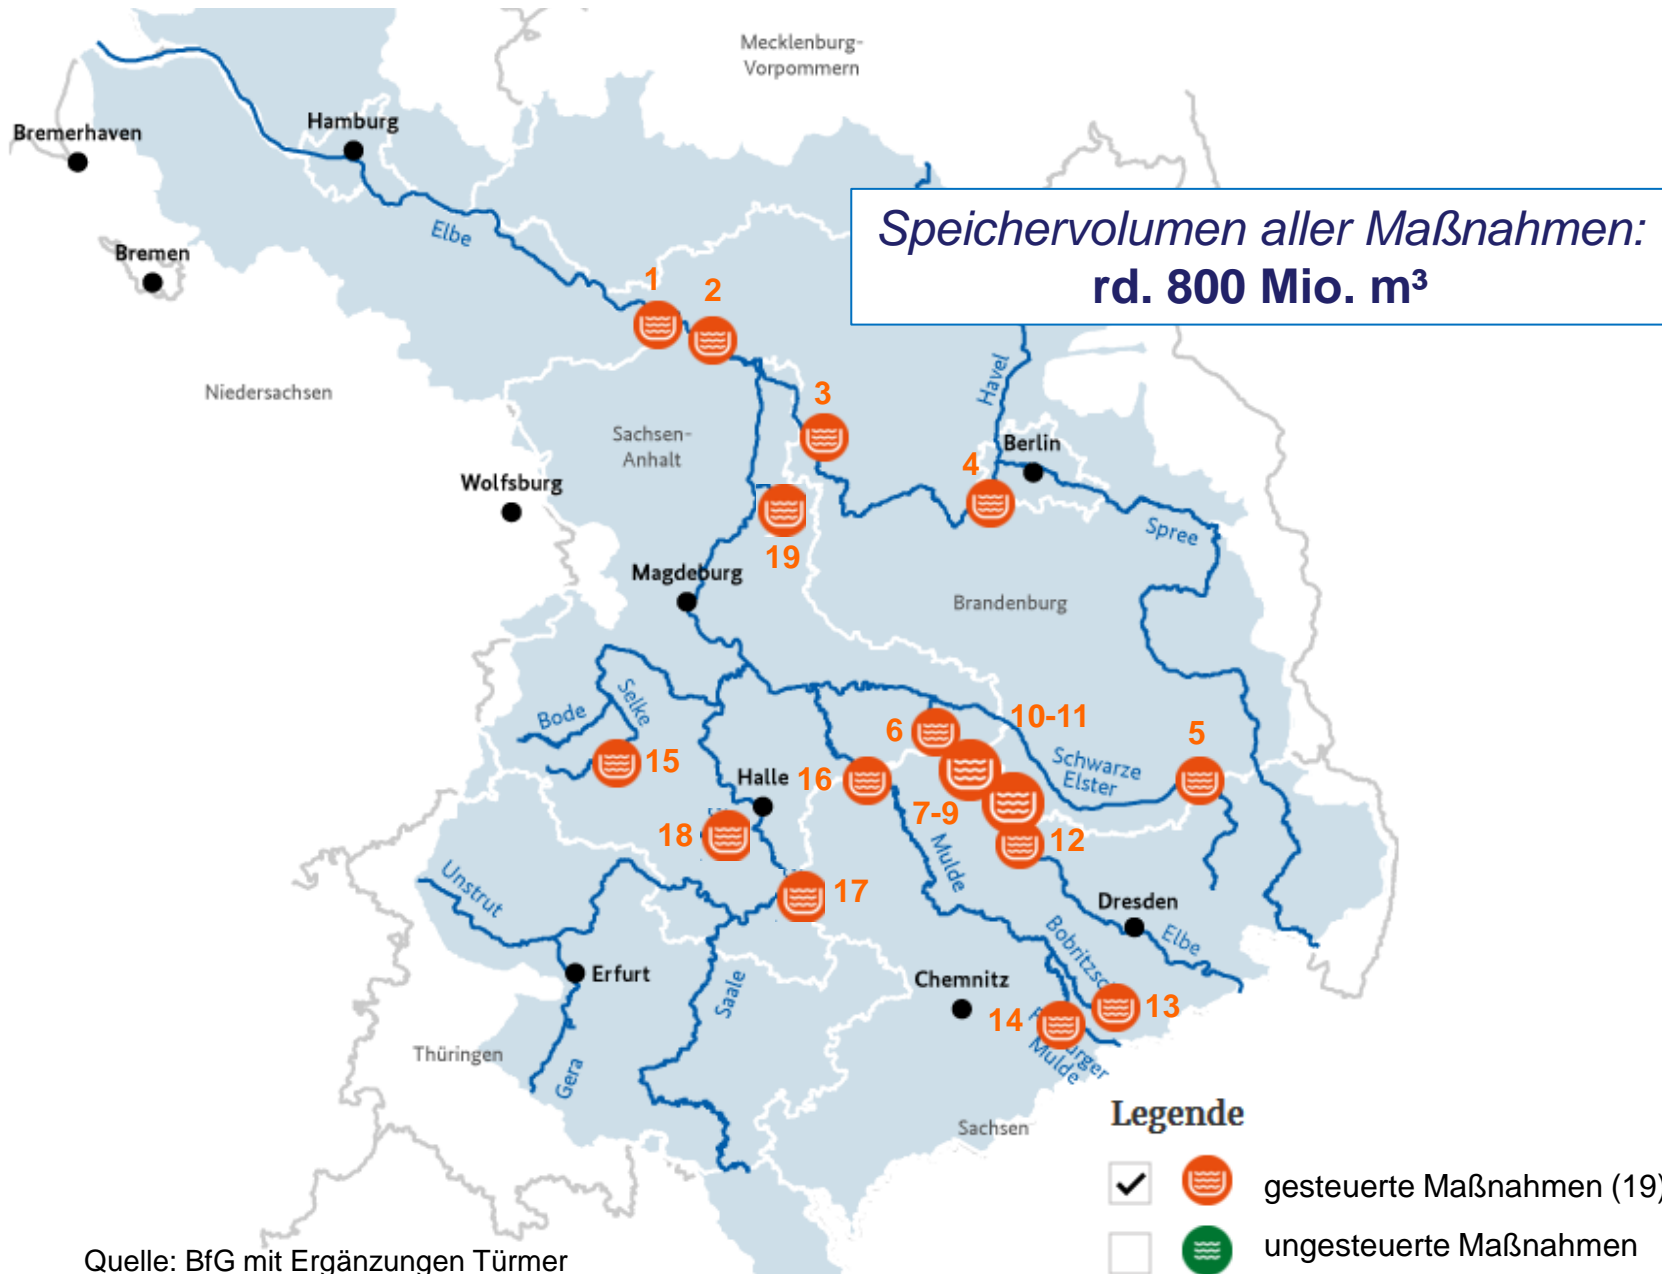 Mecklenburg-
Vorpommern
Bremerhaven
Hamburg
Speichervolumen aller Maßnahmen:
rd. 800 Mio. m³
Elbe
Bremen
1
2
Havel
Niedersachsen
3
Sachsen-
Anhalt
Berlin
4
Wolfsburg
Spree
19
Magdeburg
Brandenburg
Bode
Selke
6
10-11
5
15
Halle
16
Schwarze
Elster
7-9
18
12
Mulde
Unstrut
17
Dresden
Bobritzsc
Elbe
Erfurt
Saale
Chemnitz
13
14
Mulde
Thüringen
Gera
Sachsen
Legende
gesteuerte Maßnahmen (19)
ungesteuerte Maßnahmen
Quelle: BfG mit Ergänzungen Türmer